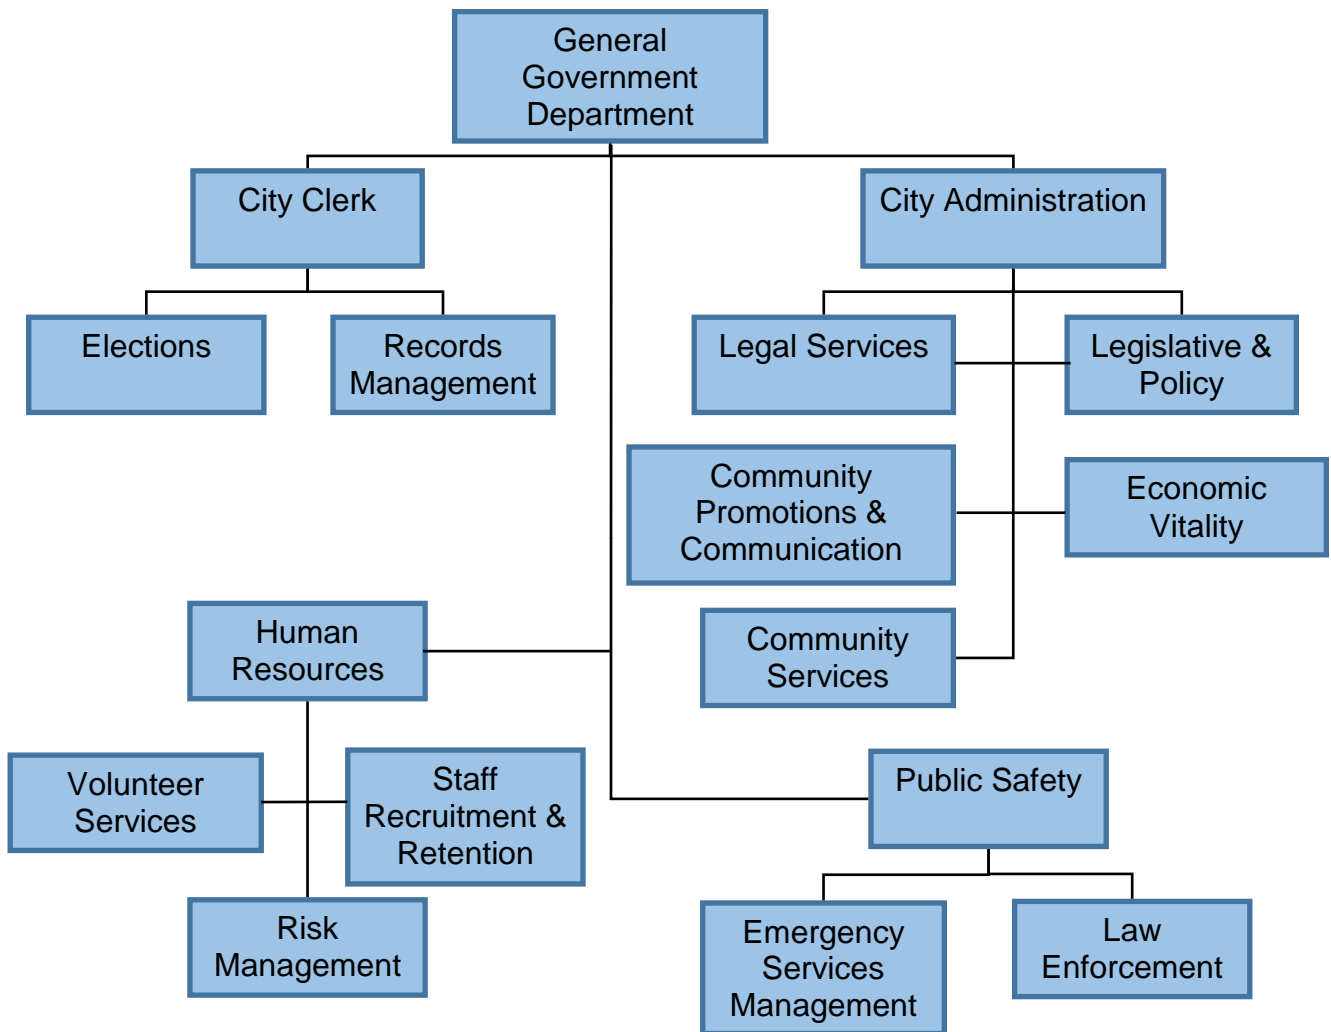 General
Government
Department
City Clerk
City Administration
Elections
Records
Management
Legal Services
Legislative &
Policy
Community
Promotions &
Communication
Economic
Vitality
Human
Resources
Community
Services
Volunteer
Services
Staff
Recruitment &
Retention
Public Safety
Risk
Management
Emergency
Services
Management
Law
Enforcement